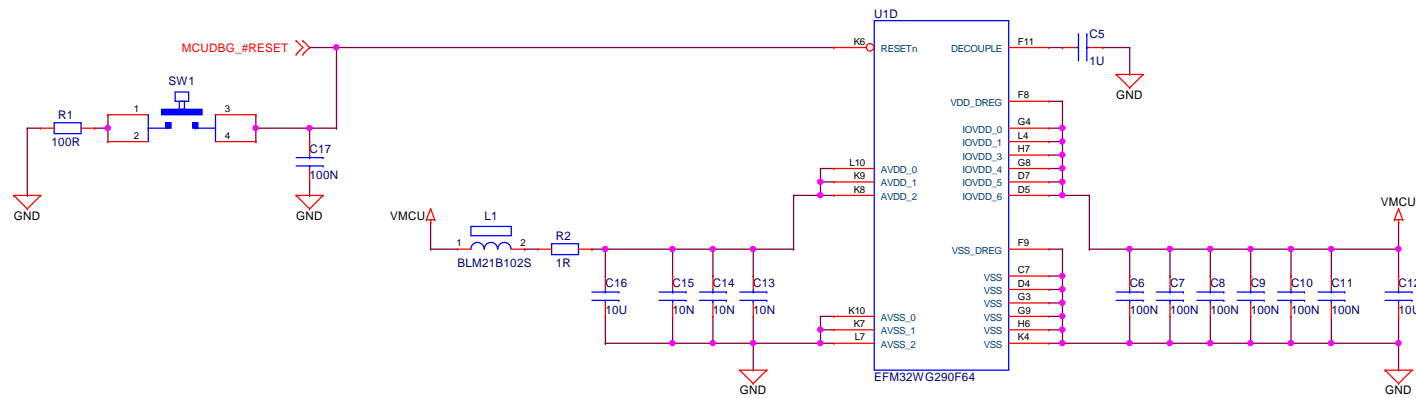 U1D
MCUDBG_#RESET
K6
RESETn
DECOUPLE
F11
C5
1U
GND
SW1
R1
100R
1
2
3
4
C17
100N
GND
GND
VDD_DREG
F8
IOVDD_0
G4
IOVDD_1
L4
IOVDD_3
H7
IOVDD_4
G8
IOVDD_5
D7
IOVDD_6
D5
L10
AVDD_0
K9
AVDD_1
K8
AVDD_2
VMCU
L1
1
2
BLM21B102S
R2
1R
C16
10U
C15
10N
C14
10N
C13
10N
GND
K10
AVSS_0
K7
AVSS_1
L7
AVSS_2
VSS_DREG
F9
VSS
C7
VSS
D4
VSS
G3
VSS
G9
VSS
H6
VSS
K4
EFM32WG290F64
VMCU
C6
100N
C7
100N
C8
100N
C9
100N
C10
100N
C11
100N
C12
10U
GND